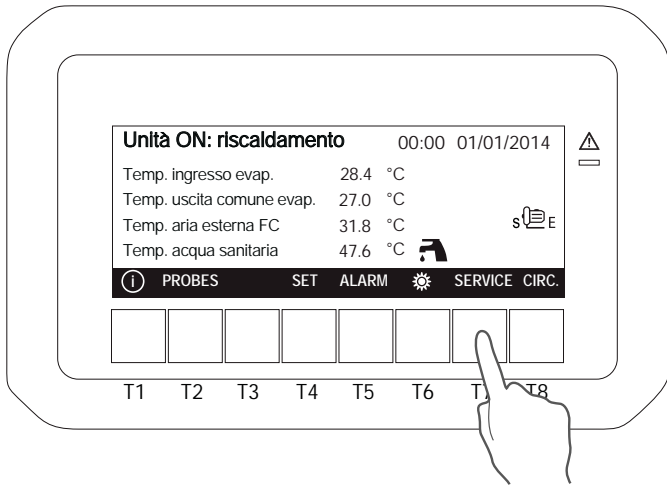 Unità ON: riscaldamento 00:00 01/01/2014
Temp. ingresso evap. 28.4 °C
Temp. uscita comune evap. 27.0 °C
Temp. aria esterna FC 31.8 °C
S E
Temp. acqua sanitaria 47.6 °C
i PROBES SET ALARM SERVICE CIRC.
T1 T2 T3 T4 T5 T6 T7 T8